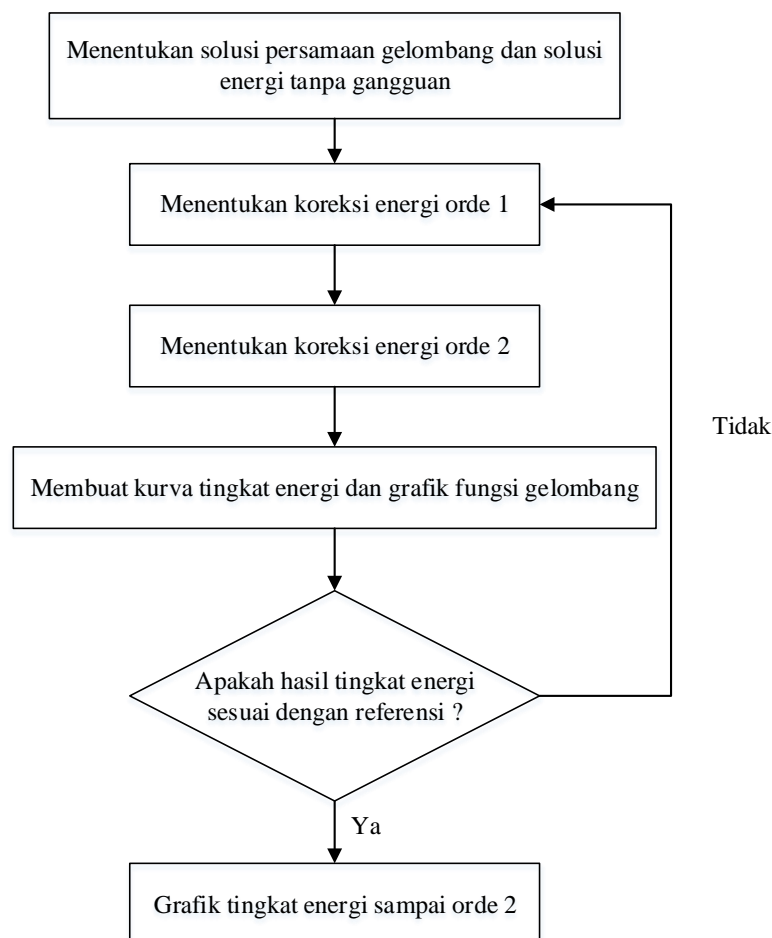 Menentukan solusi persamaan gelombang dan solusi
energi tanpa gangguan
Menentukan koreksi energi orde 1
Menentukan koreksi energi orde 2
Tidak
Membuat kurva tingkat energi dan grafik fungsi gelombang
Apakah hasil tingkat energi
sesuai dengan referensi ?
Ya
Grafik tingkat energi sampai orde 2